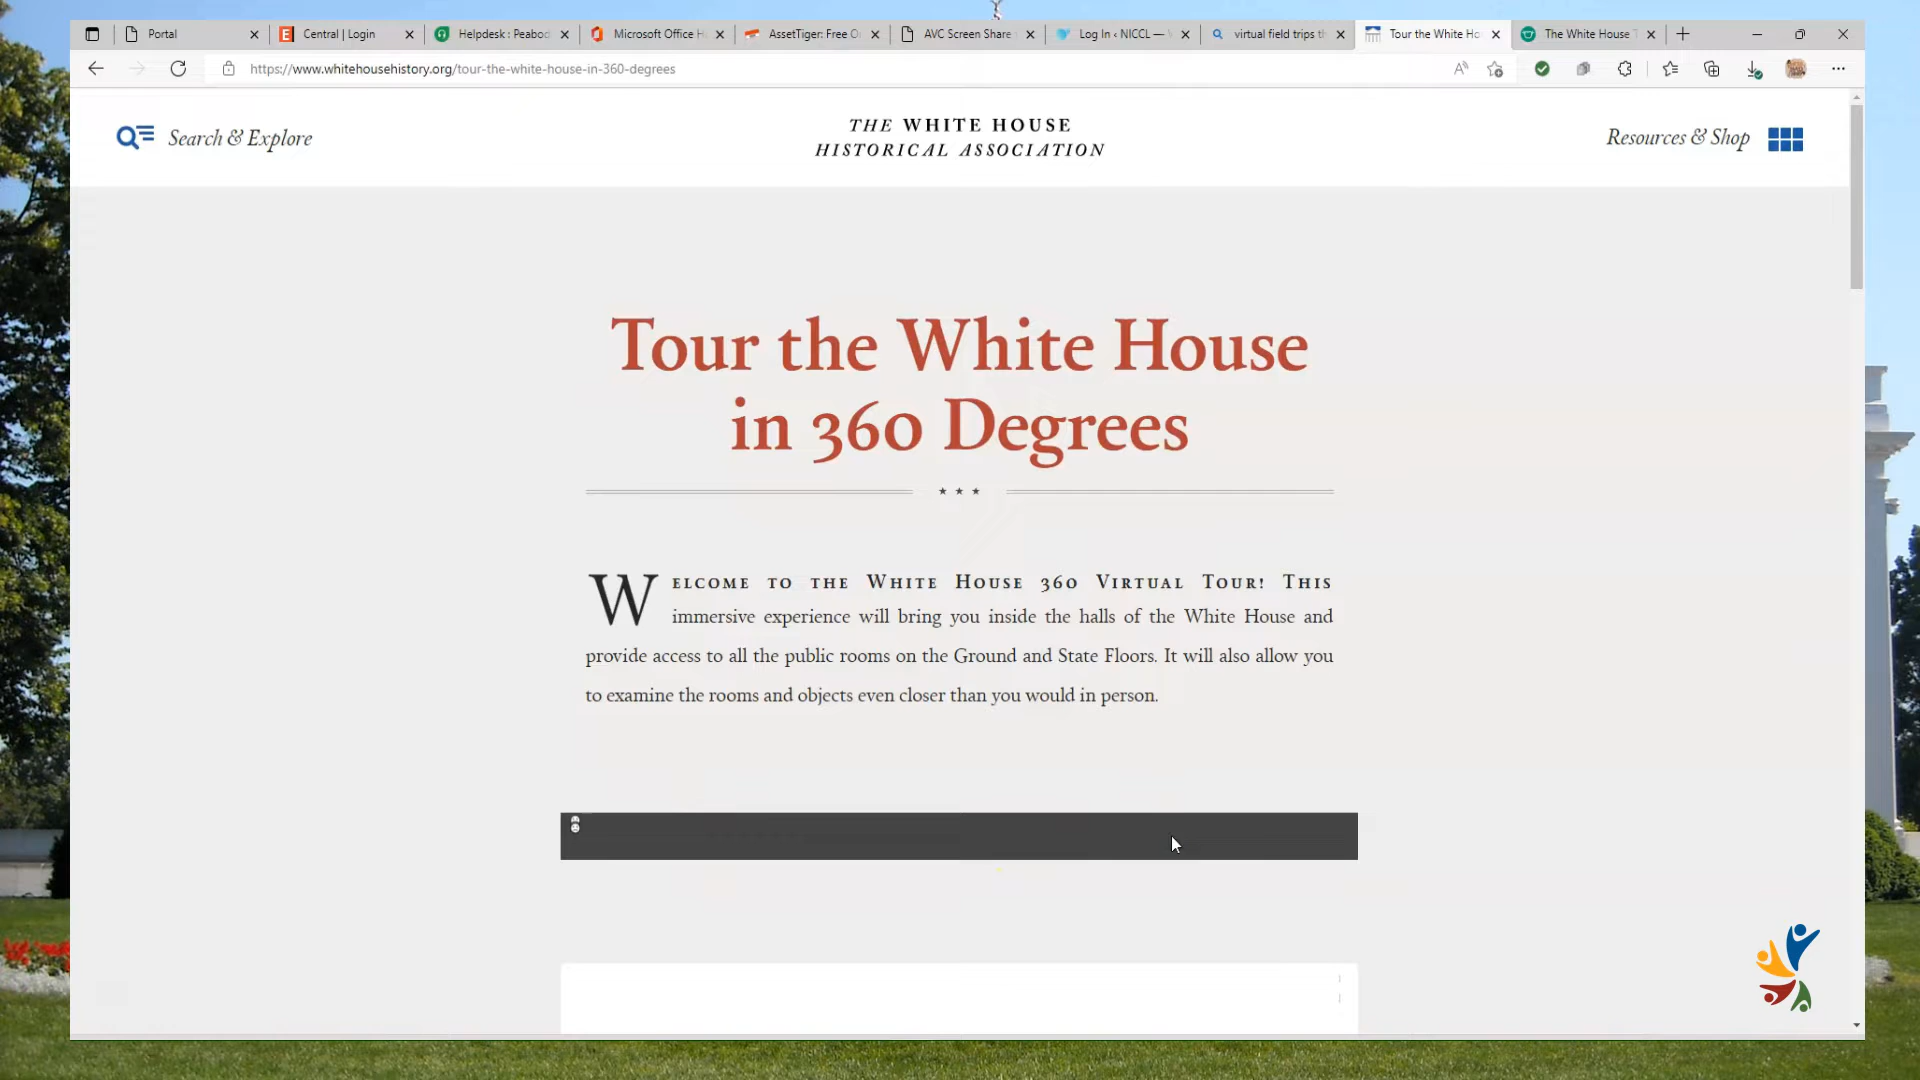 Portal
Central | Login
Helpdesk : Peabod
Microsoft Office H
AssetTiger: Free O
AVC Screen Share
Log In ‹ NICCL —
virtual field trips t
Tour the White Ho
The White House T
https://www.whitehousehistory.org/tour-the-white-house-in-360-degrees
Search & Explore
THE WHITE HOUSE
HISTORICAL ASSOCIATION
Resources & Shop
Tour the White House
in 360 Degrees
Welcome to the White House 360 Virtual Tour! This
immersive experience will bring you inside the halls of the White House and
provide access to all the public rooms on the Ground and State Floors. It will also allow you
to examine the rooms and objects even closer than you would in person.